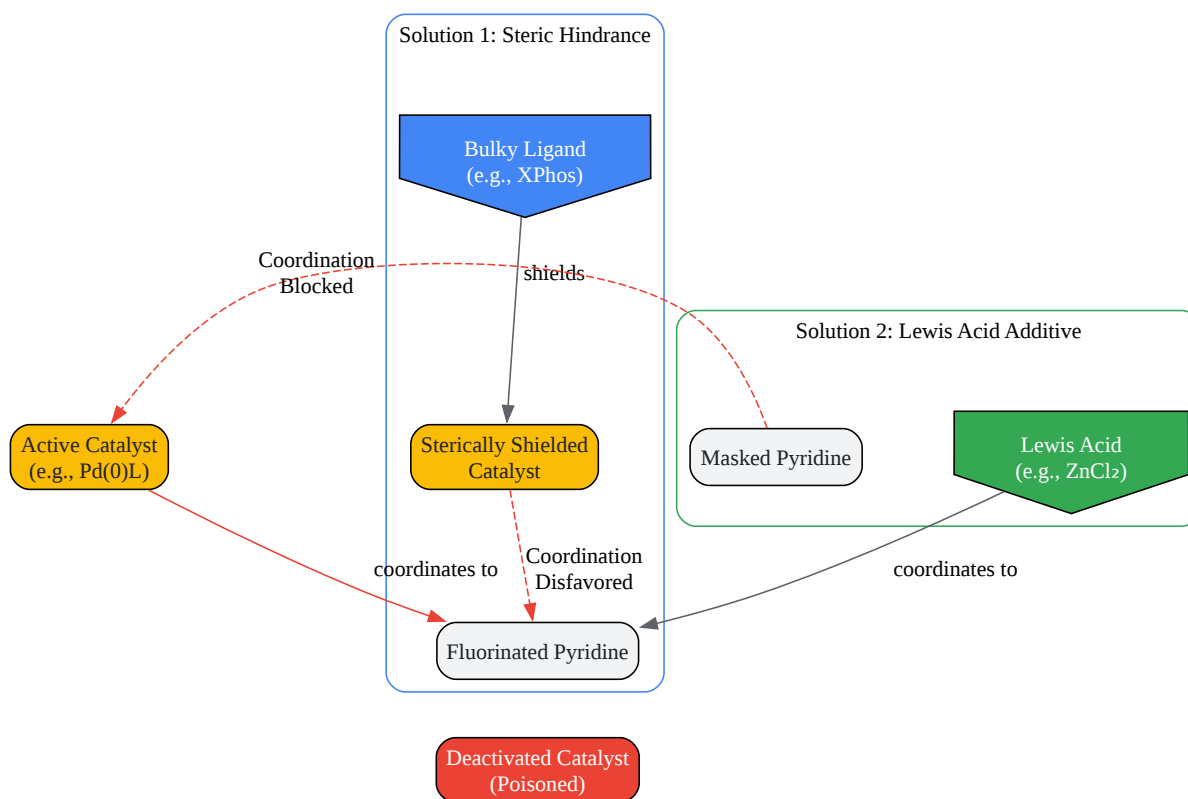 Solution 1: Steric Hindrance
Bulky Ligand
(e.g., XPhos)
Coordination
Blocked
shields
Solution 2: Lewis Acid Additive
Active Catalyst
(e.g., Pd(0)L)
Sterically Shielded
Catalyst
Masked Pyridine
Lewis Acid
(e.g., ZnCl₂)
coordinates to
Coordination
Disfavored
coordinates to
Fluorinated Pyridine
Deactivated Catalyst
(Poisoned)